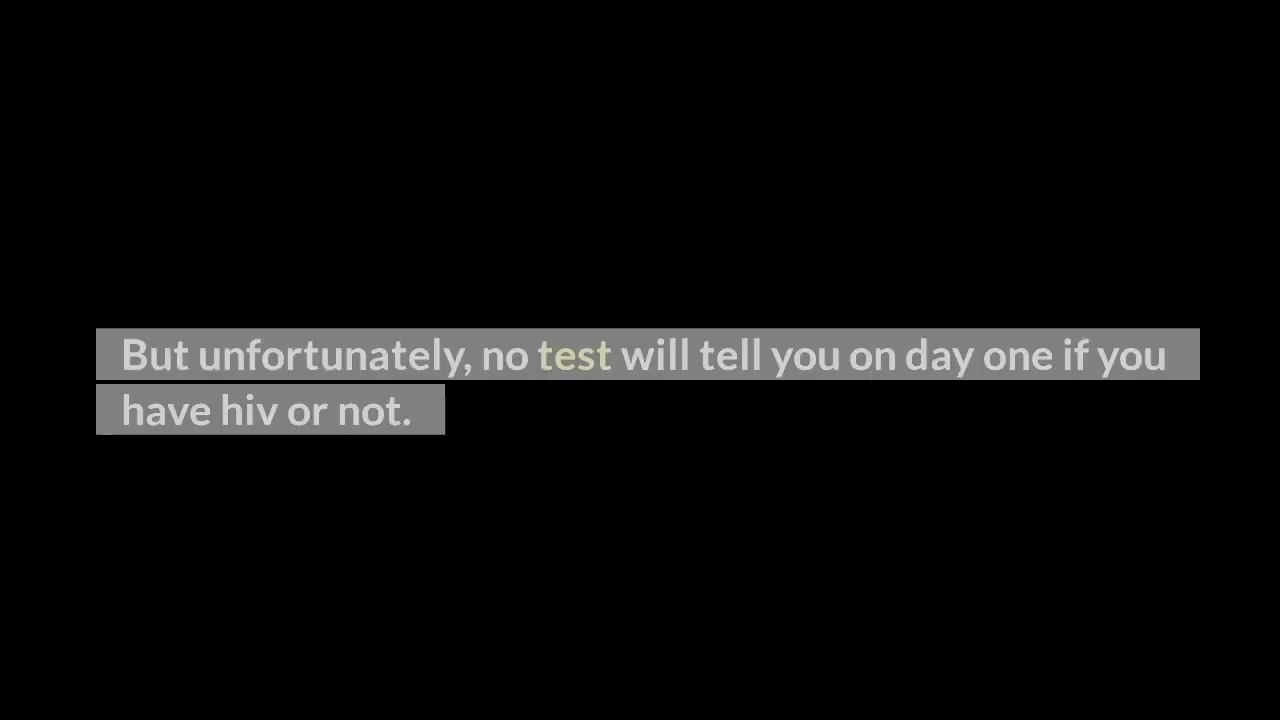 But unfortunately, no test will tell you on day one if you
have hiv or not.